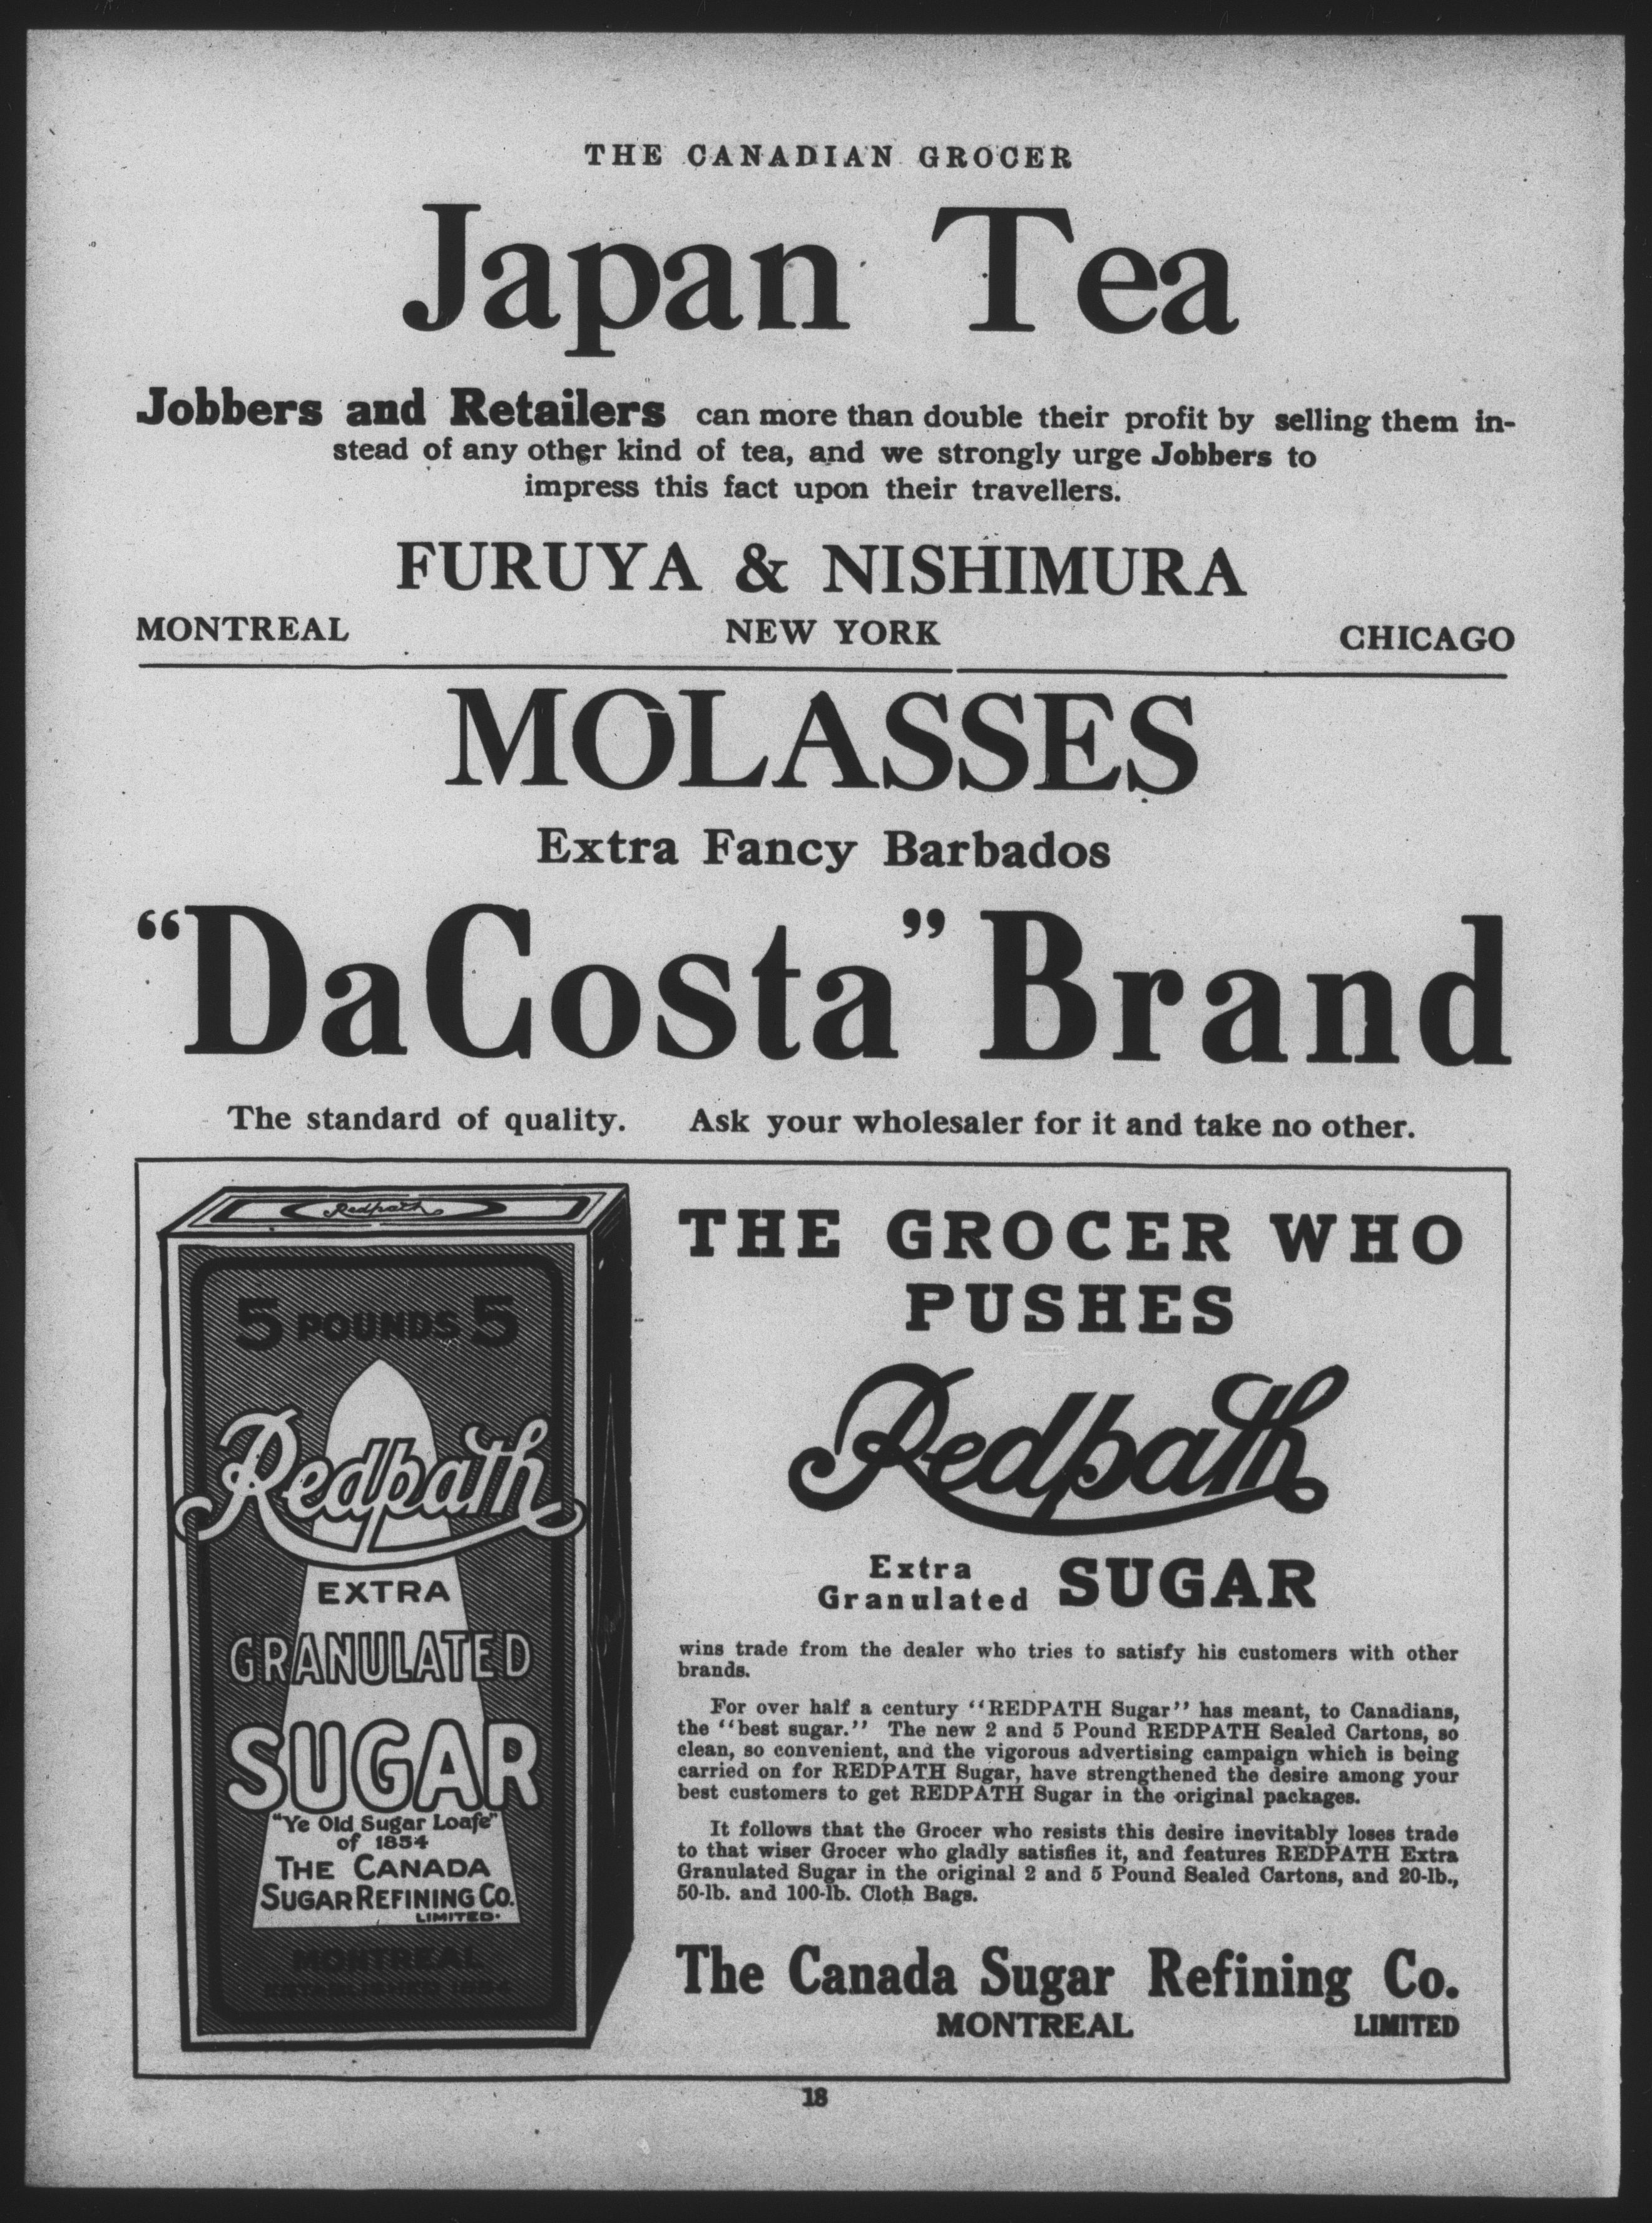 THE CANADIAN GROCER
Japan Tea
Jobbers and Retailers can more than double their profit by selling them in-
stead of any other kind of tea, and we strongly urge Jobbers to
impress this fact upon their travellers.
FURUYA & NISHIMURA
MONTREAL NEW YORK CHICAGO
MOLASSES
Extra Fancy Barbados
"DaCosta" Brand
The standard of quality. Ask your wholesaler for it and take no other.
Redpath
5 POUNDS 5
Redpath
EXTRA
GRANULATED
SUGAR
"Ye Old Sugar Loafe"
of 1854
THE CANADA
SUGAR REFINING CO.
LIMITED.
MONTREAL
ESTABLISHED 1854
THE GROCER WHO
PUSHES
Redpath
Extra
Granulated SUGAR
wins trade from the dealer who tries to satisfy his customers with other
brands.
For over half a century "REDPATH Sugar" has meant, to Canadians,
the "best sugar." The new 2 and 5 Pound REDPATH Sealed Cartons, so
clean, so convenient, and the vigorous advertising campaign which is being
carried on for REDPATH Sugar, have strengthened the desire among your
best customers to get REDPATH Sugar in the original packages.
It follows that the Grocer who resists this desire inevitably loses trade
to that wiser Grocer who gladly satisfies it, and features REDPATH Extra
Granulated Sugar in the original 2 and 5 Pound Sealed Cartons, and 20-lb.,
50-lb. and 100-lb. Cloth Bags.
The Canada Sugar Refining Co.
MONTREAL LIMITED
18